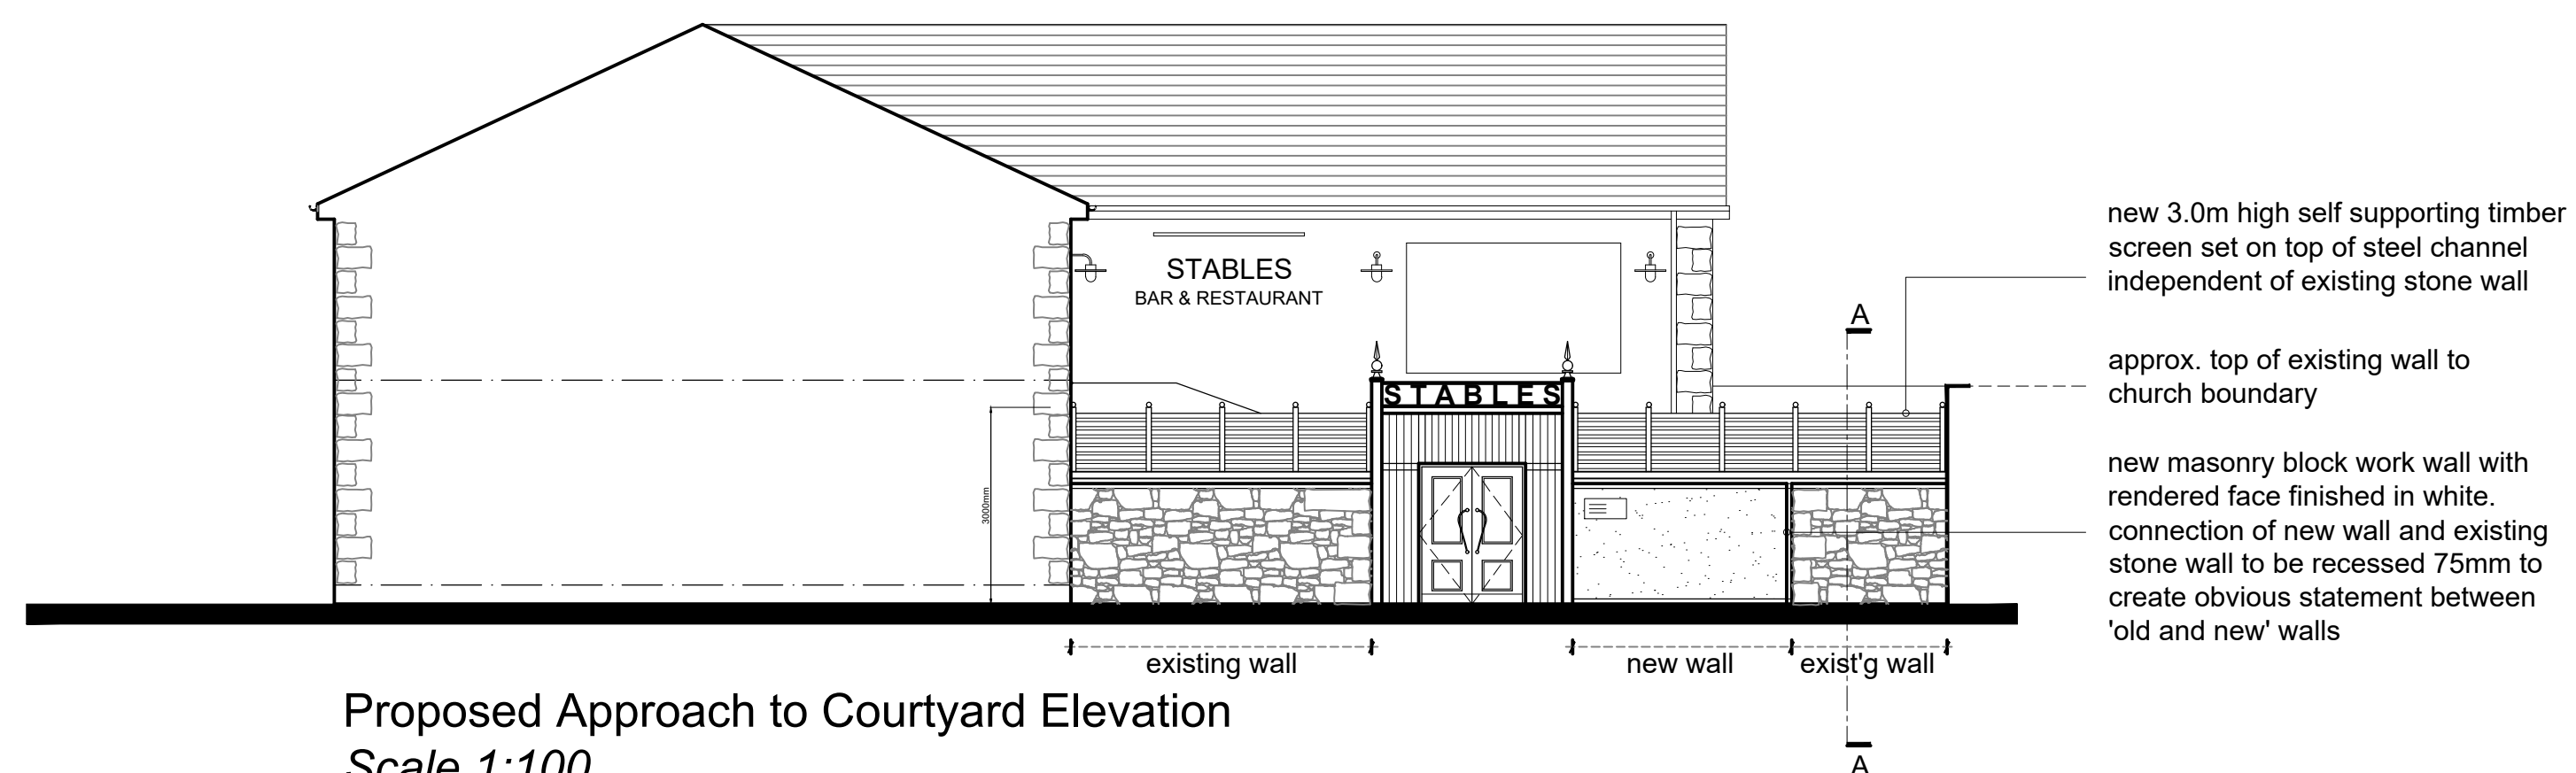 new 3.0m high self supporting timber
screen set on top of steel channel
independent of existing stone wall
STABLES
BAR & RESTAURANT
A
approx. top of existing wall to
church boundary
STABLES
new masonry block work wall with
rendered face finished in white.
connection of new wall and existing
stone wall to be recessed 75mm to
create obvious statement between
'old and new' walls
3000mm
existing wall
new wall
exist'g wall
Proposed Approach to Courtyard Elevation
Scale 1:100
A